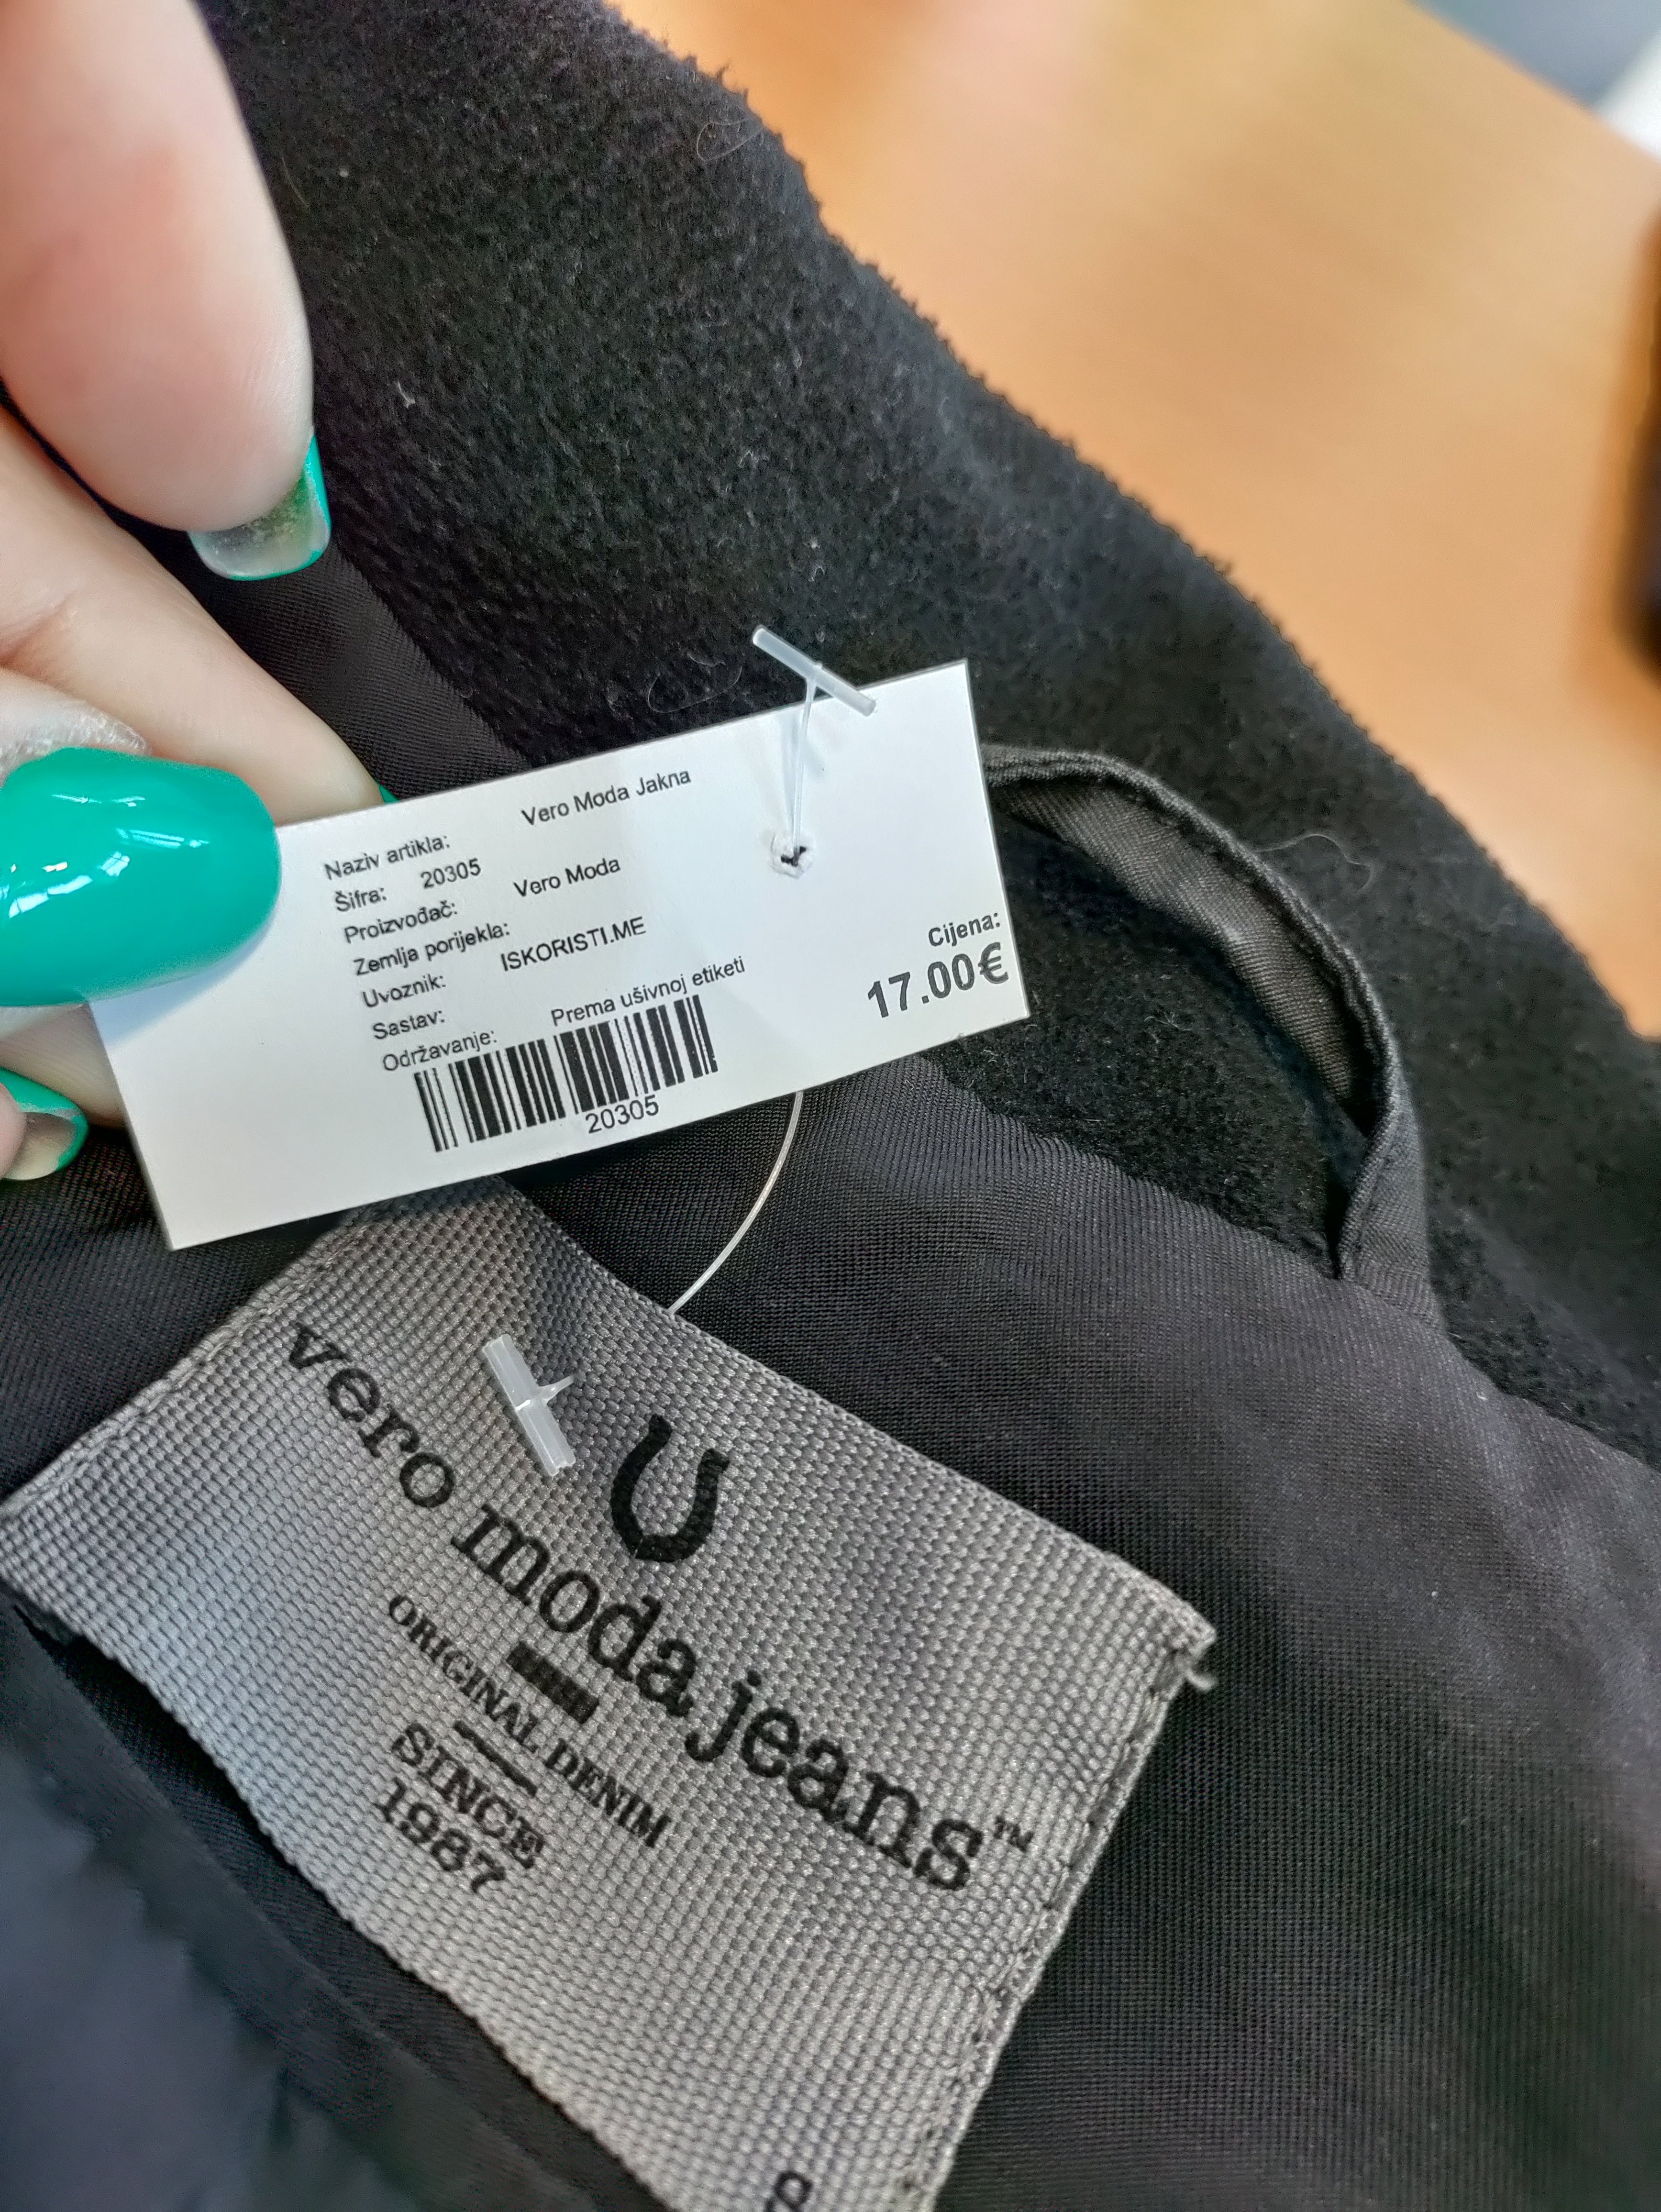 Naziv artikla: Vero Moda Jakna
Šifra: 20305
Proizvođač: Vero Moda
Zemlja porijekla:
Uvoznik: ISKORISTI.ME
Sastav:
Održavanje: Prema ušivnoj etiketi
20305
Cijena:
17.00€
vero moda jeans™
ORIGINAL DENIM
SINCE
1987